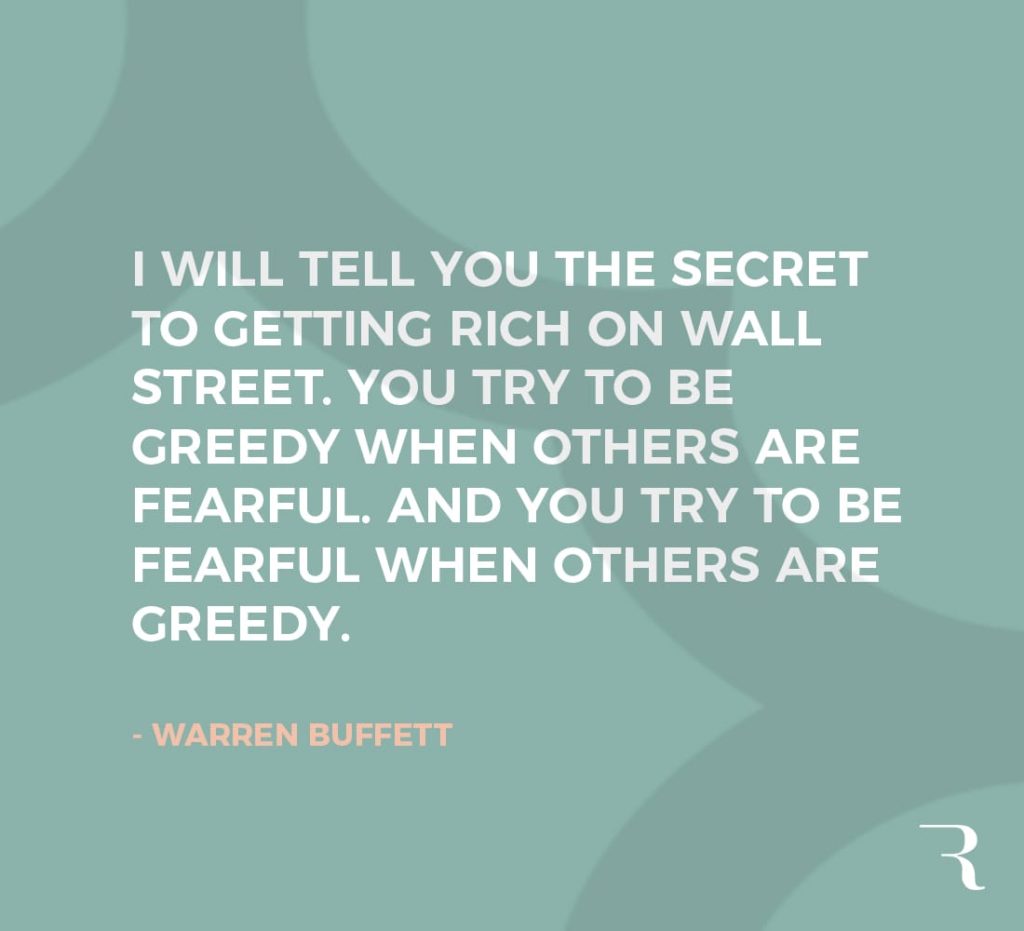 I WILL TELL YOU THE SECRET
TO GETTING RICH ON WALL
STREET. YOU TRY TO BE
GREEDY WHEN OTHERS ARE
FEARFUL. AND YOU TRY TO BE
FEARFUL WHEN OTHERS ARE
GREEDY.
- WARREN BUFFETT
R